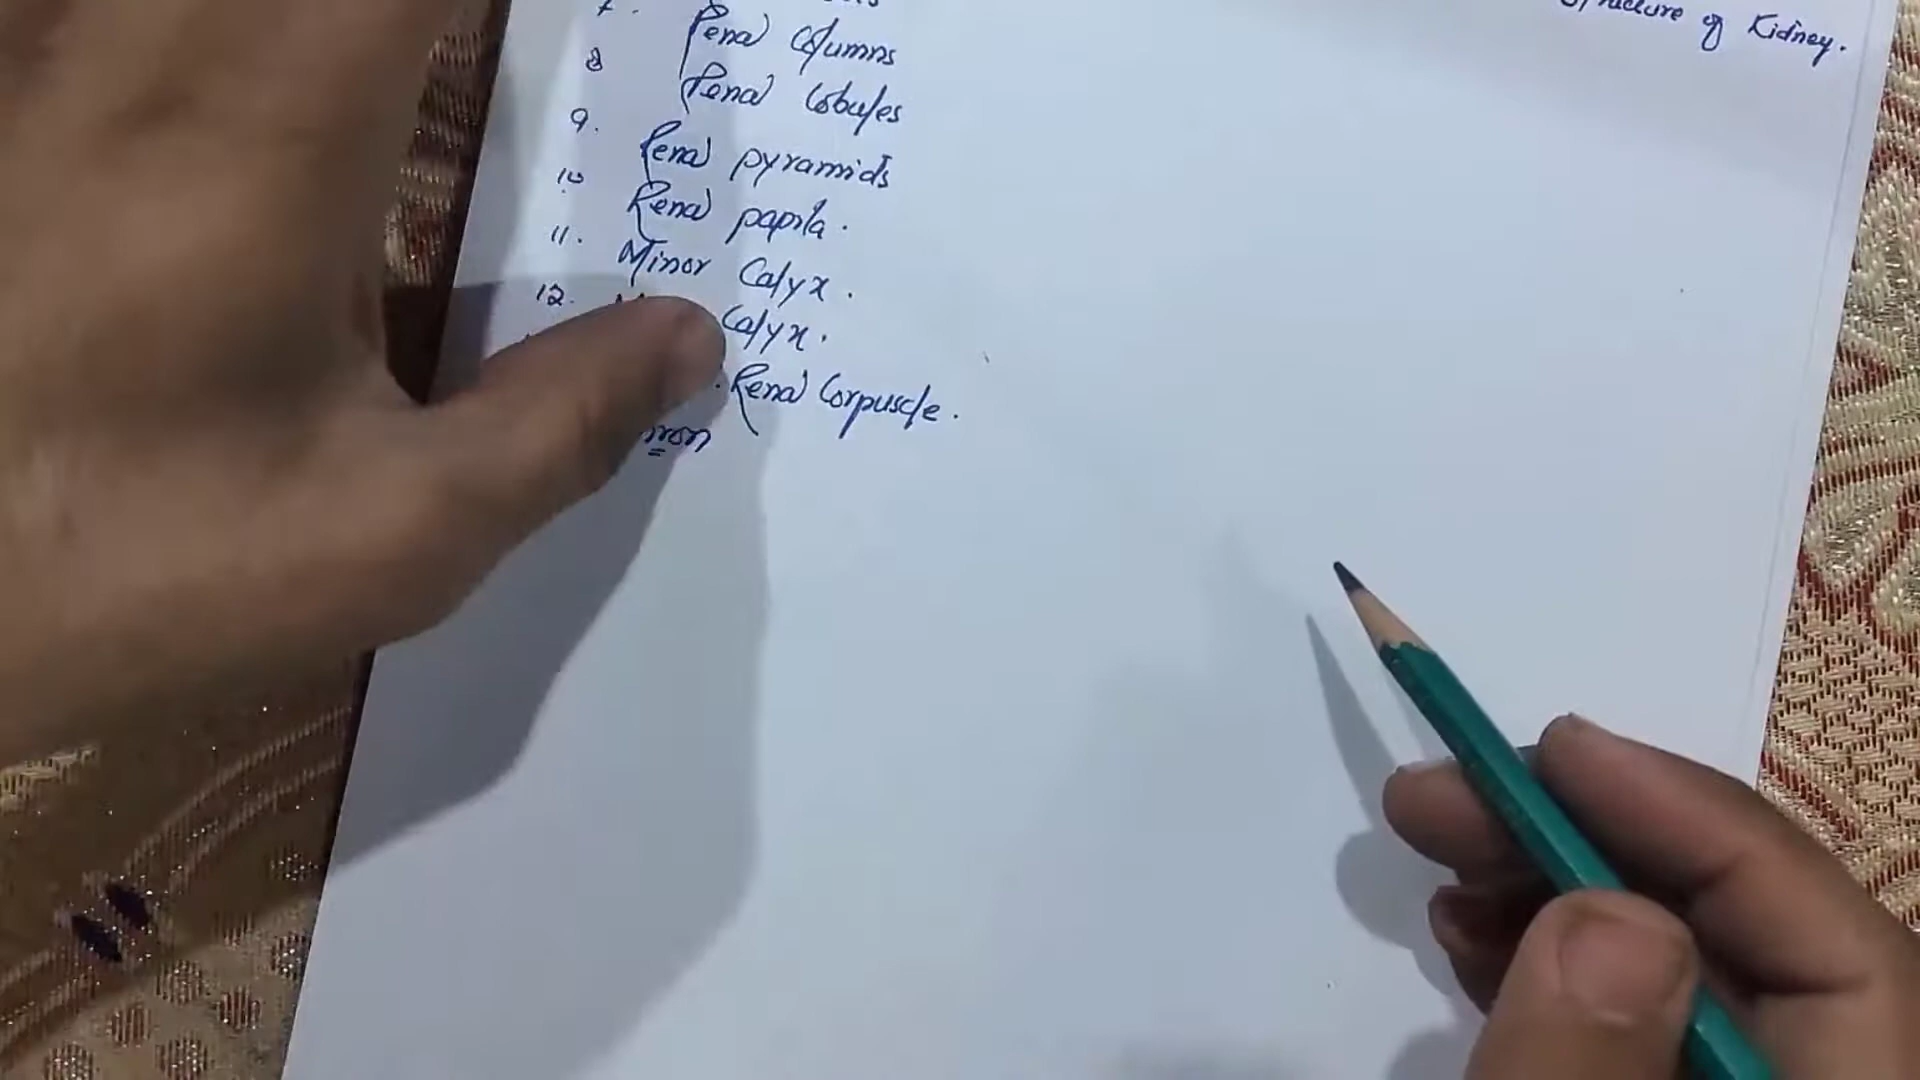 Structure of Kidney.
7. Renal Columns
8 Renal Lobules
9. Renal pyramids
10 Renal papila.
11. Minor Calyx.
12. Calyx.
Renal Corpuscle.